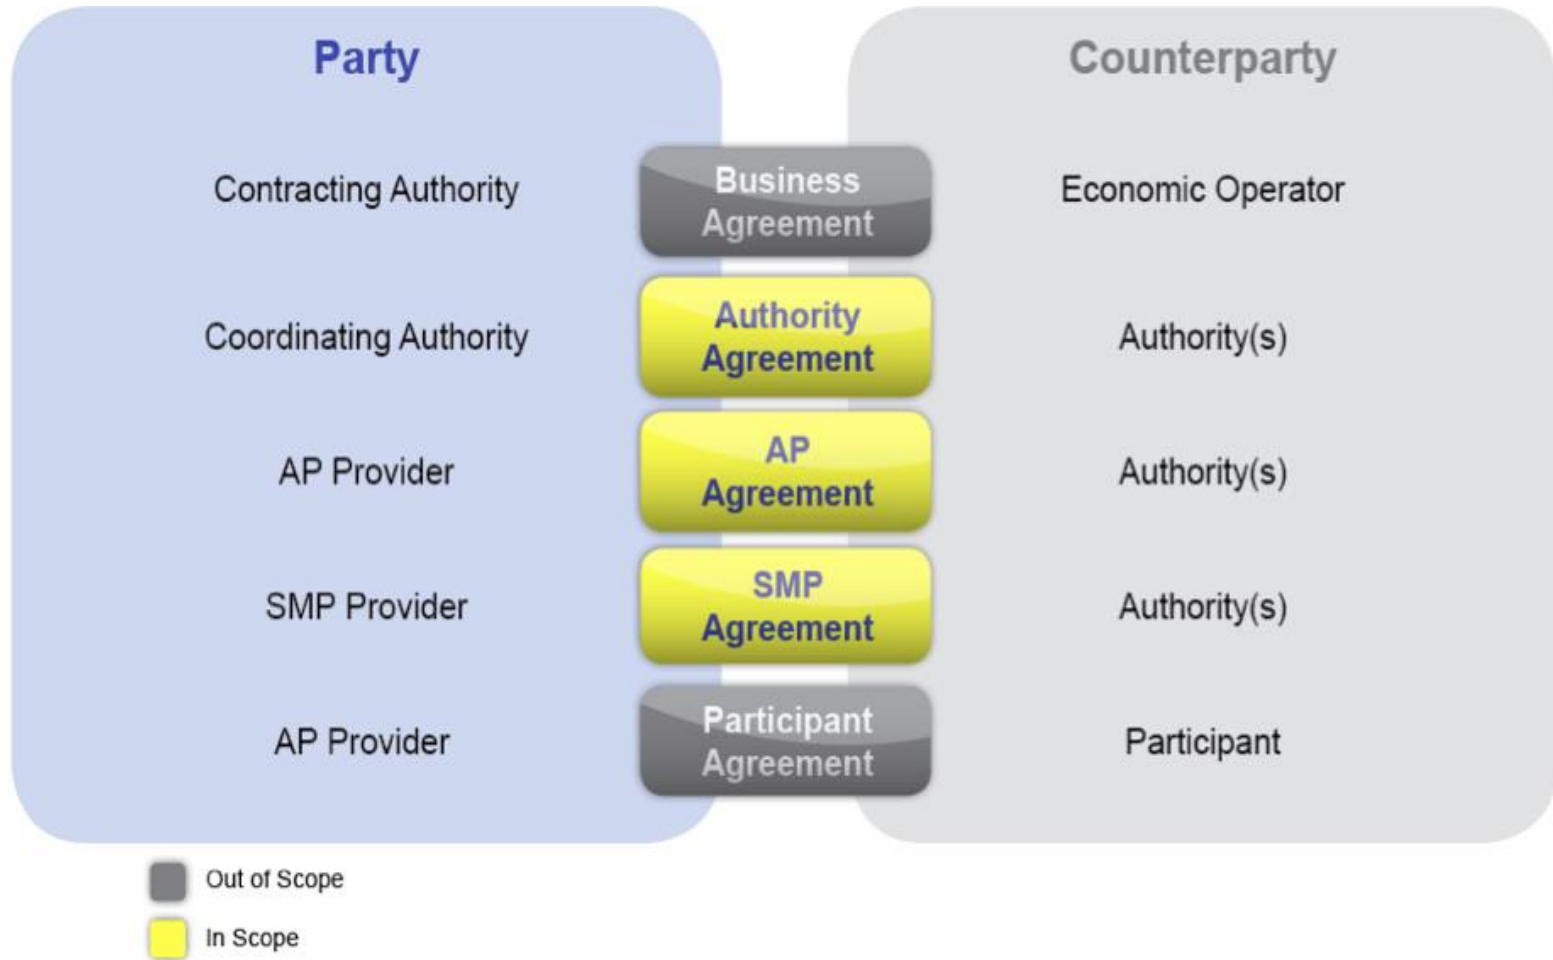 Party
Counterparty
Contracting Authority
Business
Agreement
Economic Operator
Coordinating Authority
Authority
Agreement
Authority(s)
AP Provider
AP
Agreement
Authority(s)
SMP Provider
SMP
Agreement
Authority(s)
AP Provider
Participant
Agreement
Participant
Out of Scope
In Scope